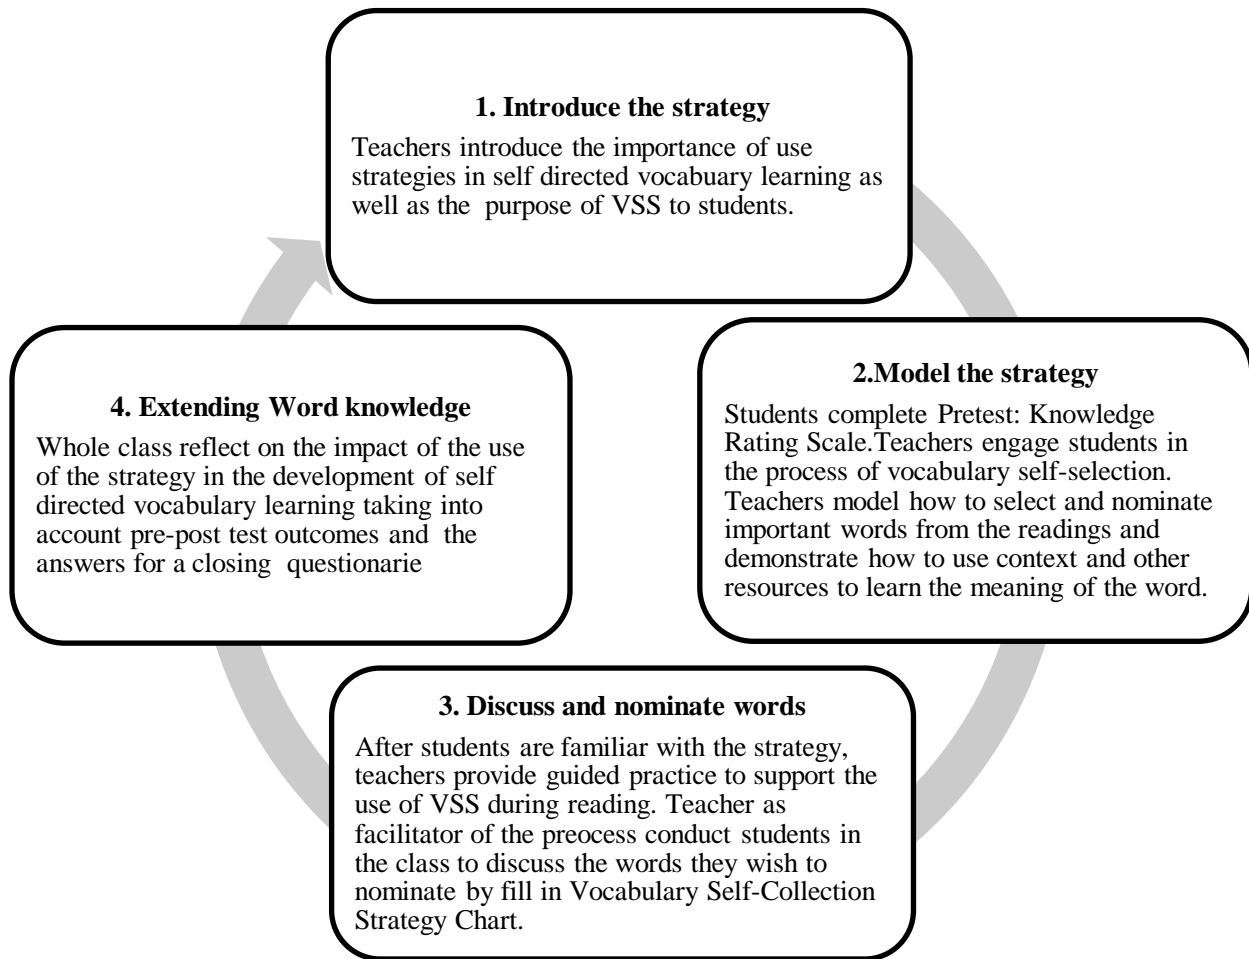 1. Introduce the strategy
Teachers introduce the importance of use
strategies in self directed vocabuary learning as
well as the purpose of VSS to students.
2.Model the strategy
Students complete Pretest: Knowledge
Rating Scale.Teachers engage students in
the process of vocabulary self-selection.
Teachers model how to select and nominate
important words from the readings and
demonstrate how to use context and other
resources to learn the meaning of the word.
3. Discuss and nominate words
After students are familiar with the strategy,
teachers provide guided practice to support the
use of VSS during reading. Teacher as
facilitator of the preocess conduct students in
the class to discuss the words they wish to
nominate by fill in Vocabulary Self-Collection
Strategy Chart.
4. Extending Word knowledge
Whole class reflect on the impact of the use
of the strategy in the development of self
directed vocabulary learning taking into
account pre-post test outcomes and the
answers for a closing questionarie